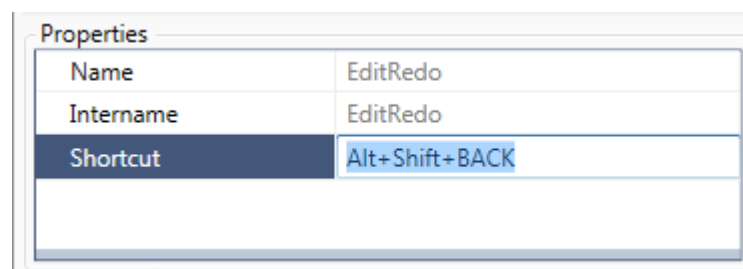 Properties
Name EditRedo
Intername EditRedo
Shortcut Alt+Shift+BACK